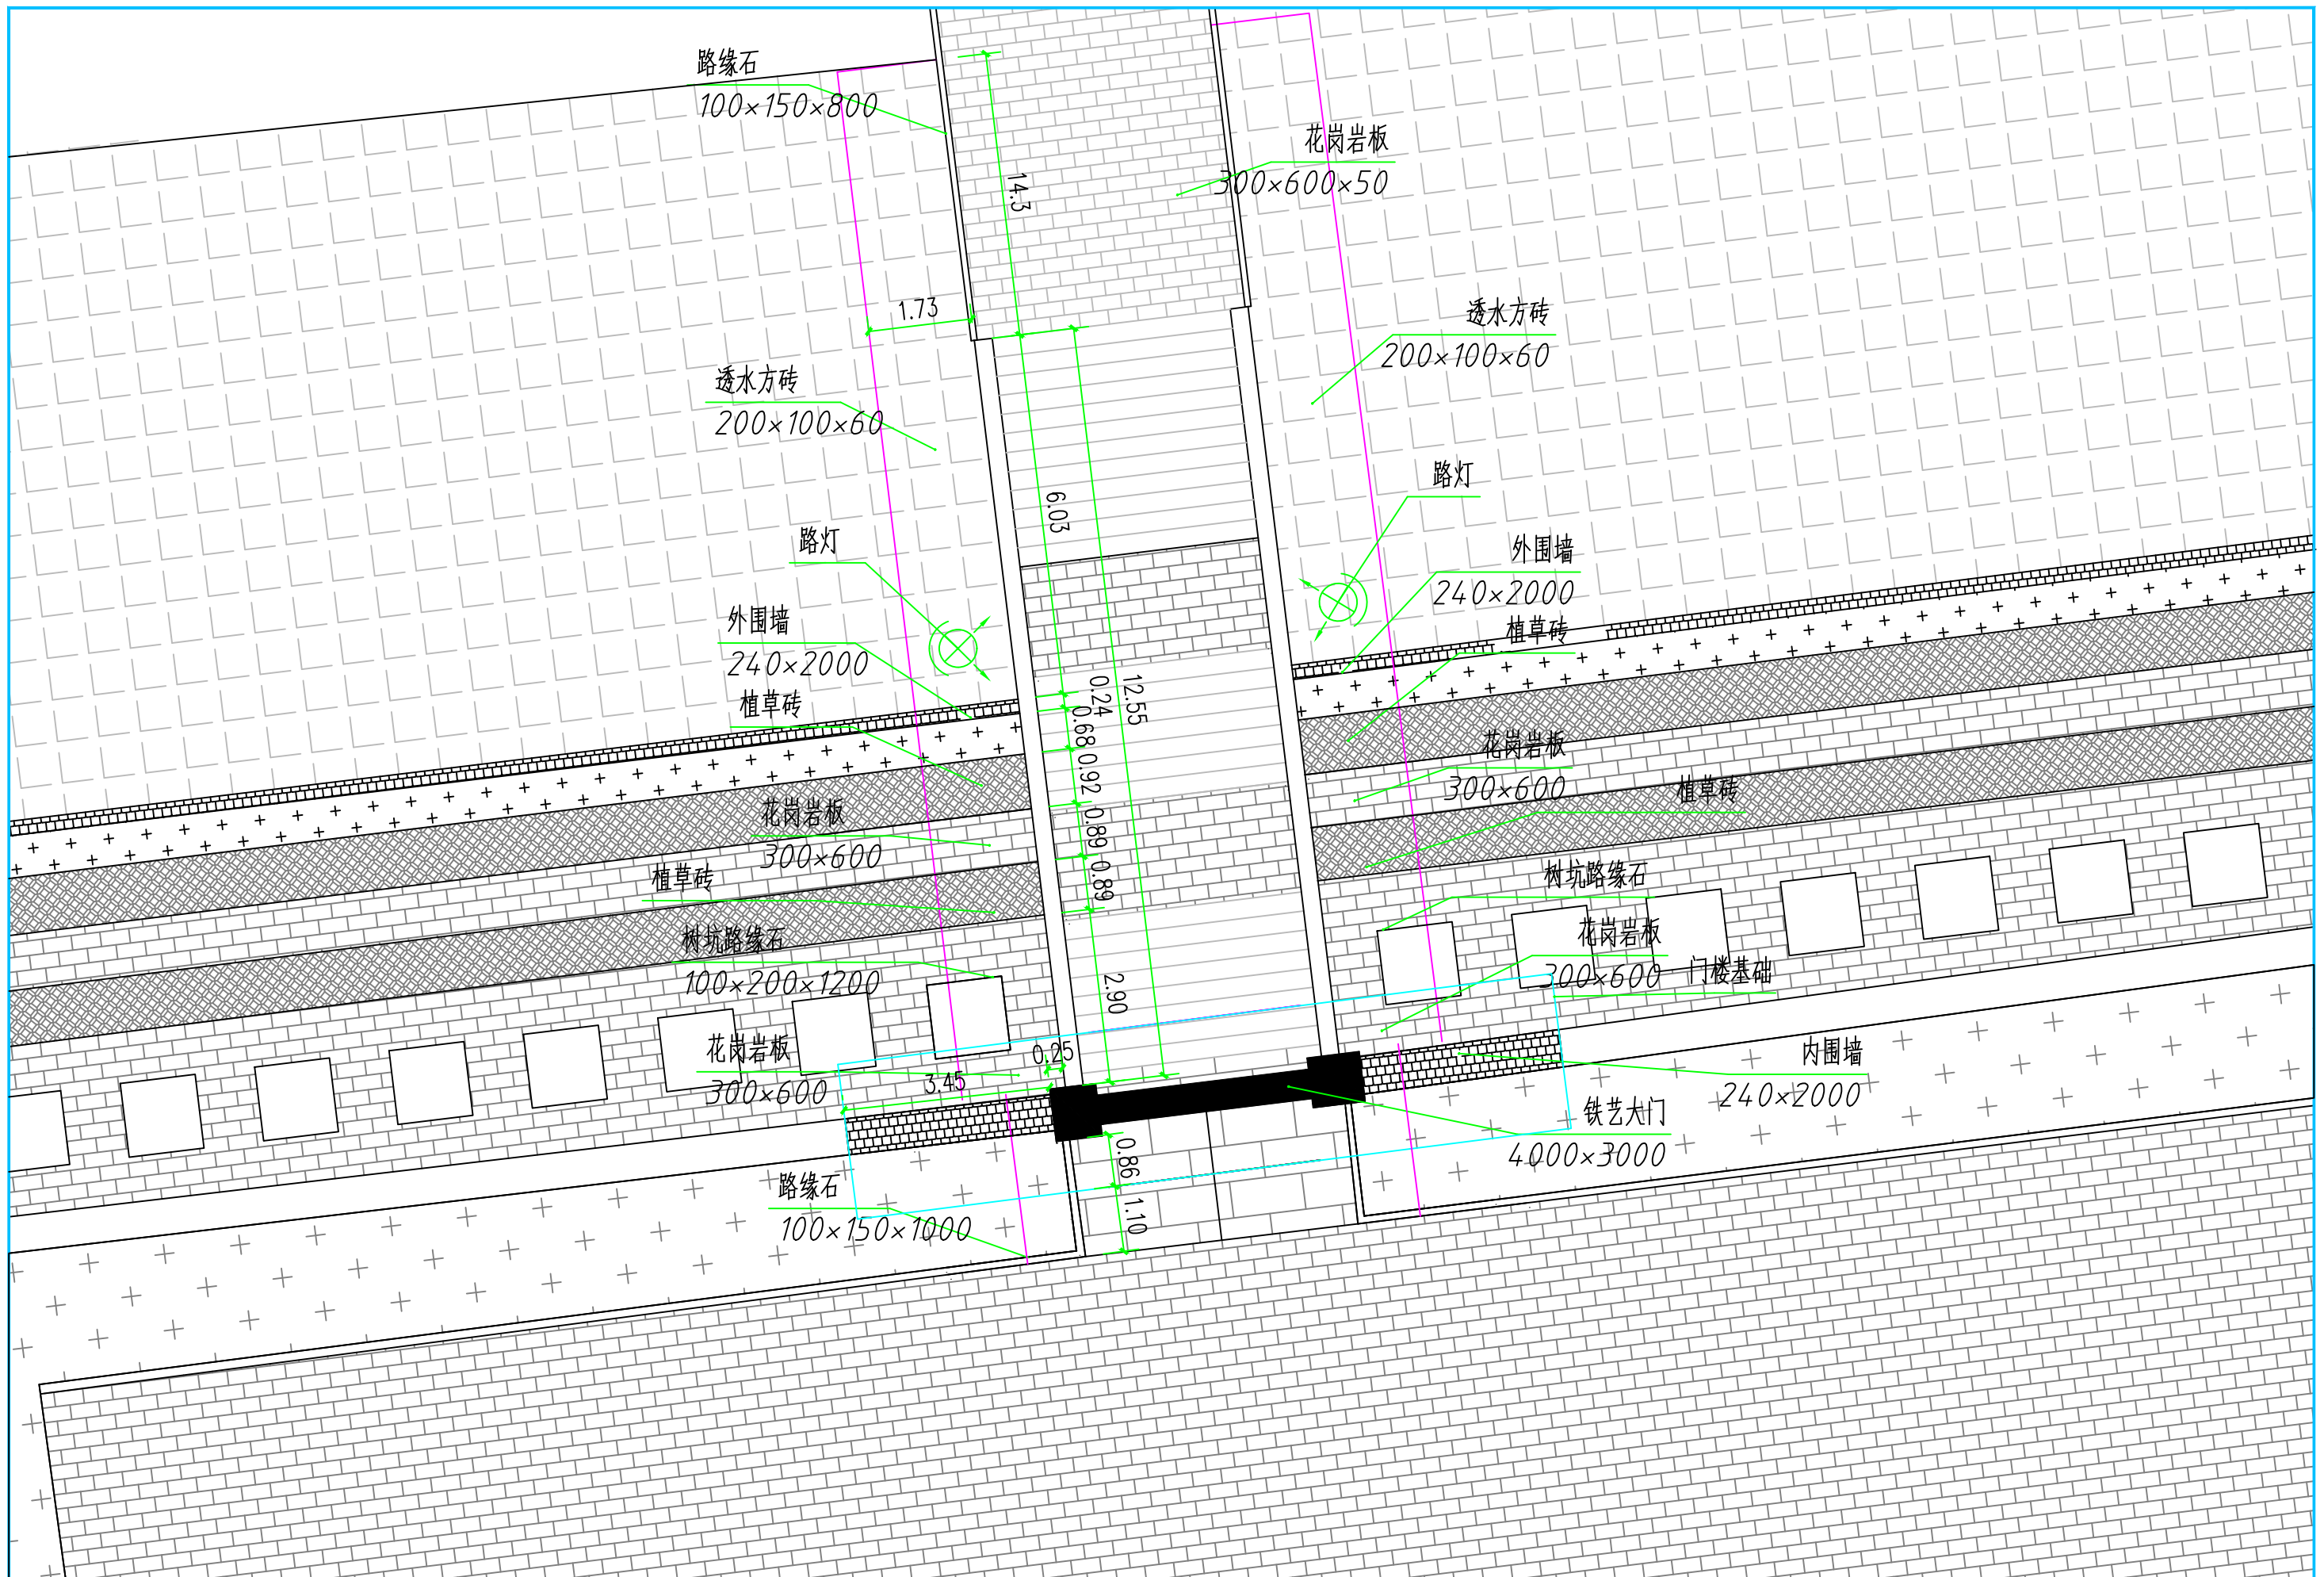 路缘石
100×150×800
花岗岩板
300×600×50
14.3
1.73
透水方砖
200×100×60
透水方砖
200×100×60
路灯
6.03
路灯
外围墙
240×2000
外围墙
240×2000
植草砖
植草砖
0.24
12.55
0.68
0.92
花岗岩板
300×600
植草砖
花岗岩板
300×600
0.89
植草砖
0.89
树坑路缘石
树坑路缘石
100×200×1200
花岗岩板
300×600
门楼基础
2.90
花岗岩板
300×600
0.25
3.45
内围墙
240×2000
铁艺大门
4000×3000
0.86
路缘石
100×150×1000
1.10